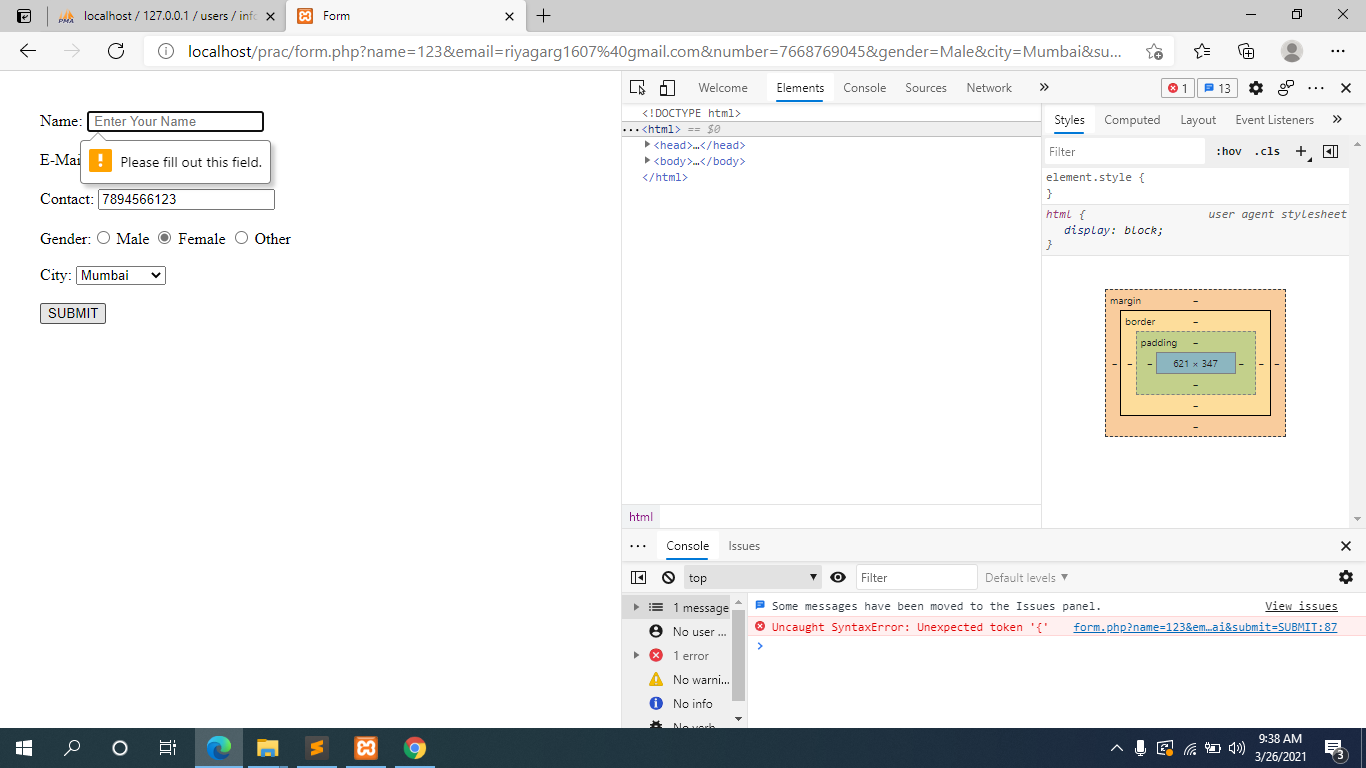 localhost / 127.0.0.1 / users / info
Form
localhost/prac/form.php?name=123&email=riyagarg1607%40gmail.com&number=7668769045&gender=Male&city=Mumbai&su...
Name: Enter Your Name
Please fill out this field.
E-Mai
Contact: 7894566123
Gender: Male Female Other
City: Mumbai
SUBMIT
Welcome Elements Console Sources Network » 1 13
<!DOCTYPE html>
...<html> == $0
<head>…</head>
<body>…</body>
</html>
html
Styles Computed Layout Event Listeners »
Filter :hov .cls +
element.style {
}
html { user agent stylesheet
display: block;
}
margin –
border –
padding –
– – – 621 × 347 – – –
–
–
–
Console Issues
top Filter Default levels
1 message
No user ...
1 error
No warni...
No info
No verb
Some messages have been moved to the Issues panel. View issues
Uncaught SyntaxError: Unexpected token '{' form.php?name=123&em…ai&submit=SUBMIT:87
9:38 AM
3/26/2021
3